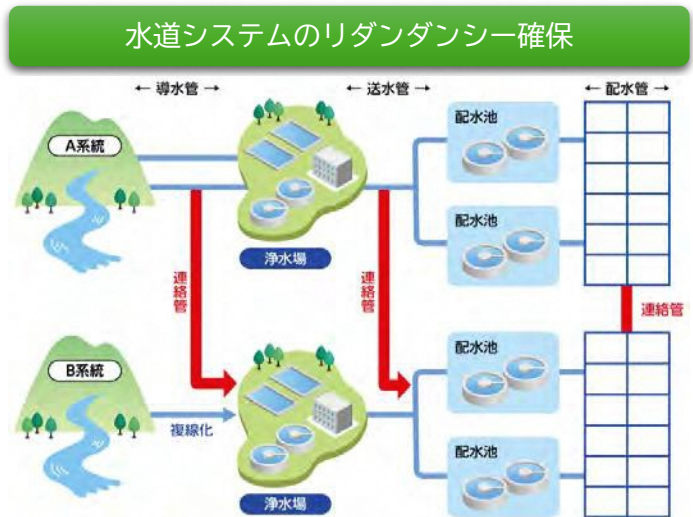 水道システムのリダンダンシー確保
← 導水管 →
← 送水管 →
← 配水管 →
A系統
配水池
配水池
浄水場
連絡管
連絡管
連絡管
B系統
複線化
配水池
配水池
浄水場